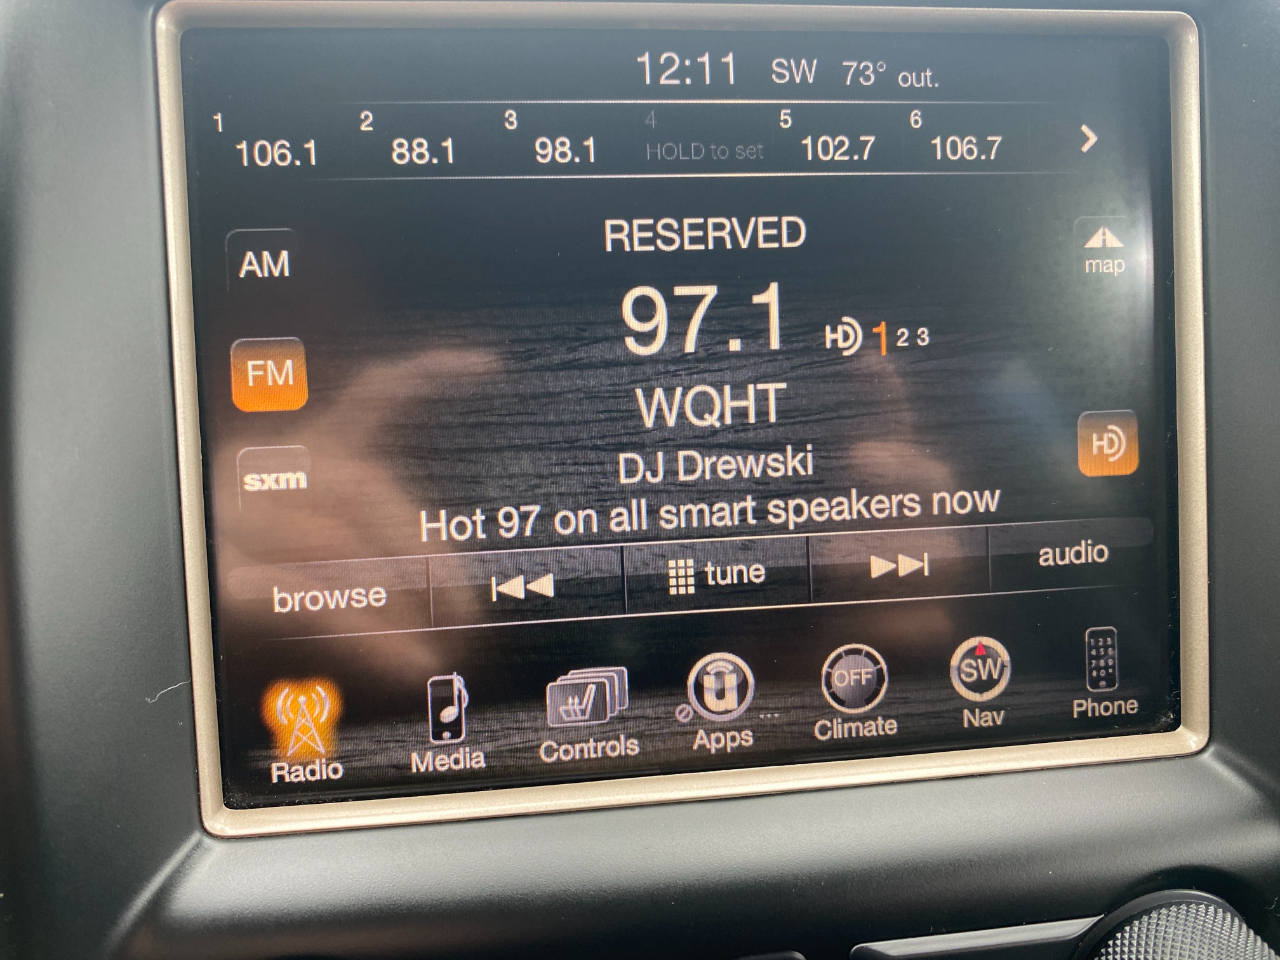 12:11 SW 73° out.
1 2 3 4 5 6
106.1 88.1 98.1 HOLD to set 102.7 106.7
RESERVED
AM
map
97.1 HD 1 2 3
FM
WQHT
HD
DJ Drewski
sxm
Hot 97 on all smart speakers now
browse tune audio
OFF
SW
Radio Media Controls Apps Climate Nav Phone